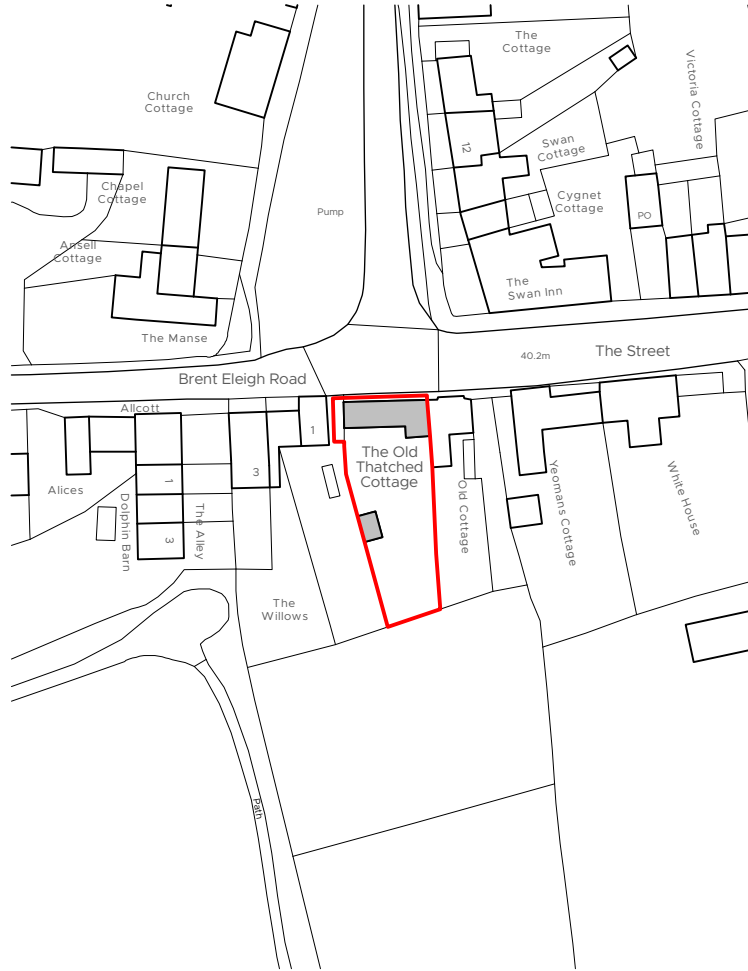 The
Cottage
Victoria Cottage
Church
Cottage
12
Swan
Cottage
Chapel
Cottage
Cygnet
Cottage
Pump
PO
Ansell
Cottage
The
Swan Inn
The Manse
The Street
40.2m
Brent Eleigh Road
Allcott
1
The Old
Thatched
Cottage
3
1
Alices
Dolphin Barn
The Alley
3
Old Cottage
Yeomans Cottage
White House
The
Willows
Path